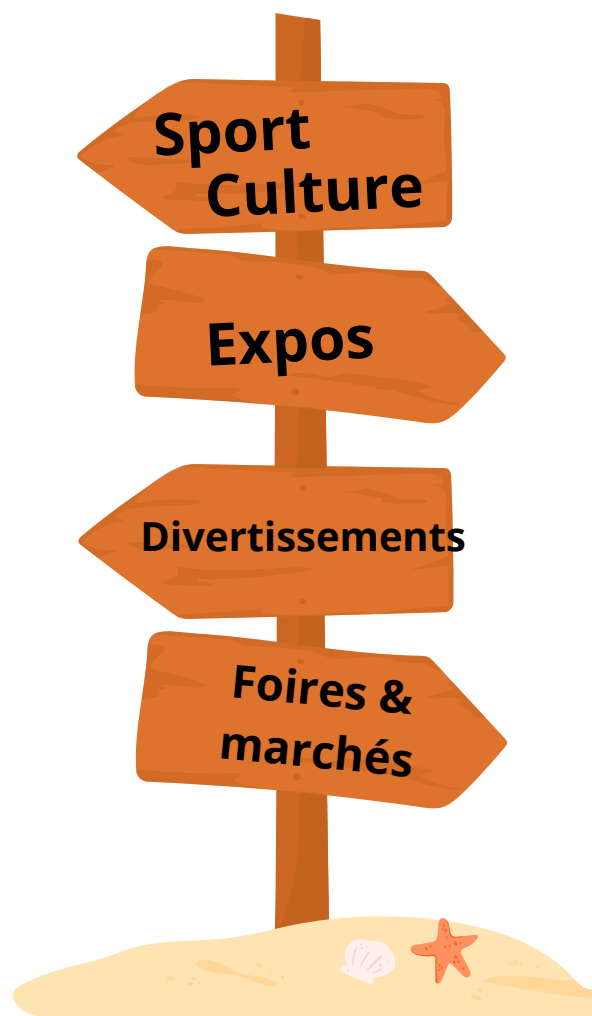 Sport
Culture
Expos
Divertissements
Foires &
marchés